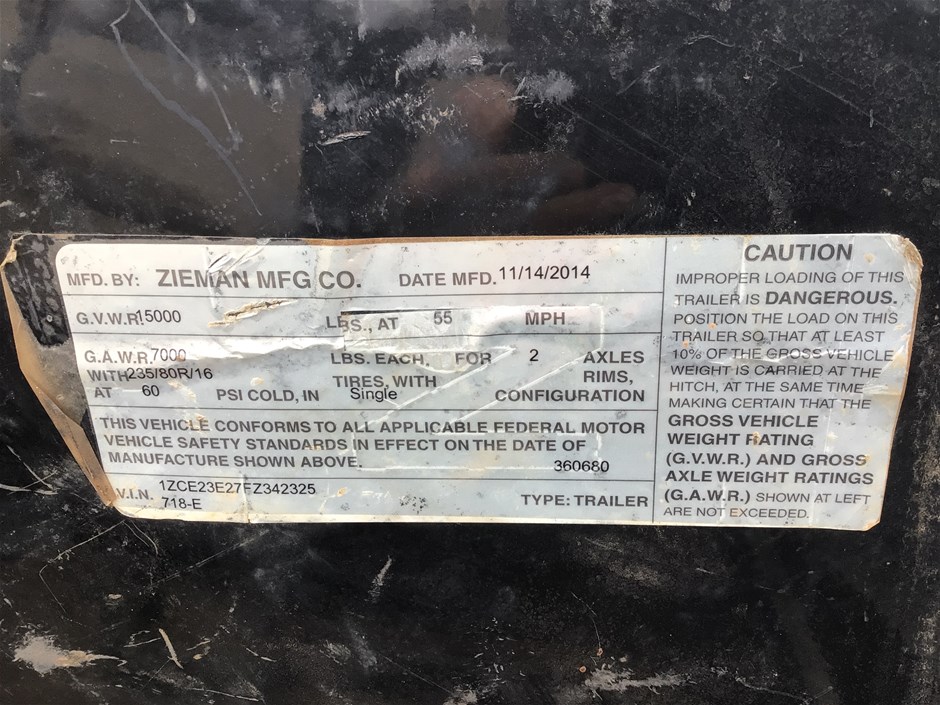 MFD. BY: ZIEMAN MFG CO. DATE MFD. 11/14/2014
G.V.W.R. 15000 LBS., AT 55 MPH
G.A.W.R. 7000 LBS. EACH, FOR 2 AXLES
WITH 235/80R/16 TIRES, WITH RIMS,
AT 60 PSI COLD, IN Single CONFIGURATION
THIS VEHICLE CONFORMS TO ALL APPLICABLE FEDERAL MOTOR
VEHICLE SAFETY STANDARDS IN EFFECT ON THE DATE OF
MANUFACTURE SHOWN ABOVE. 360680
V.I.N. 1ZCE23E27EZ342325
718-E TYPE: TRAILER
CAUTION
IMPROPER LOADING OF THIS
TRAILER IS DANGEROUS.
POSITION THE LOAD ON THIS
TRAILER SO THAT AT LEAST
10% OF THE GROSS VEHICLE
WEIGHT IS CARRIED AT THE
HITCH, AT THE SAME TIME
MAKING CERTAIN THAT THE
GROSS VEHICLE
WEIGHT RATING
(G.V.W.R.) AND GROSS
AXLE WEIGHT RATINGS
(G.A.W.R.) SHOWN AT LEFT
ARE NOT EXCEEDED.